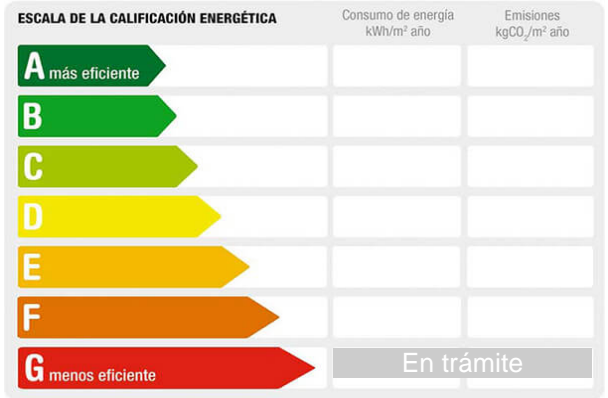 ESCALA DE LA CALIFICACIÓN ENERGÉTICA
Consumo de energía
kWh/m² año
Emisiones
kgCO₂/m² año
A más eficiente
B
C
D
E
F
G menos eficiente
En trámite